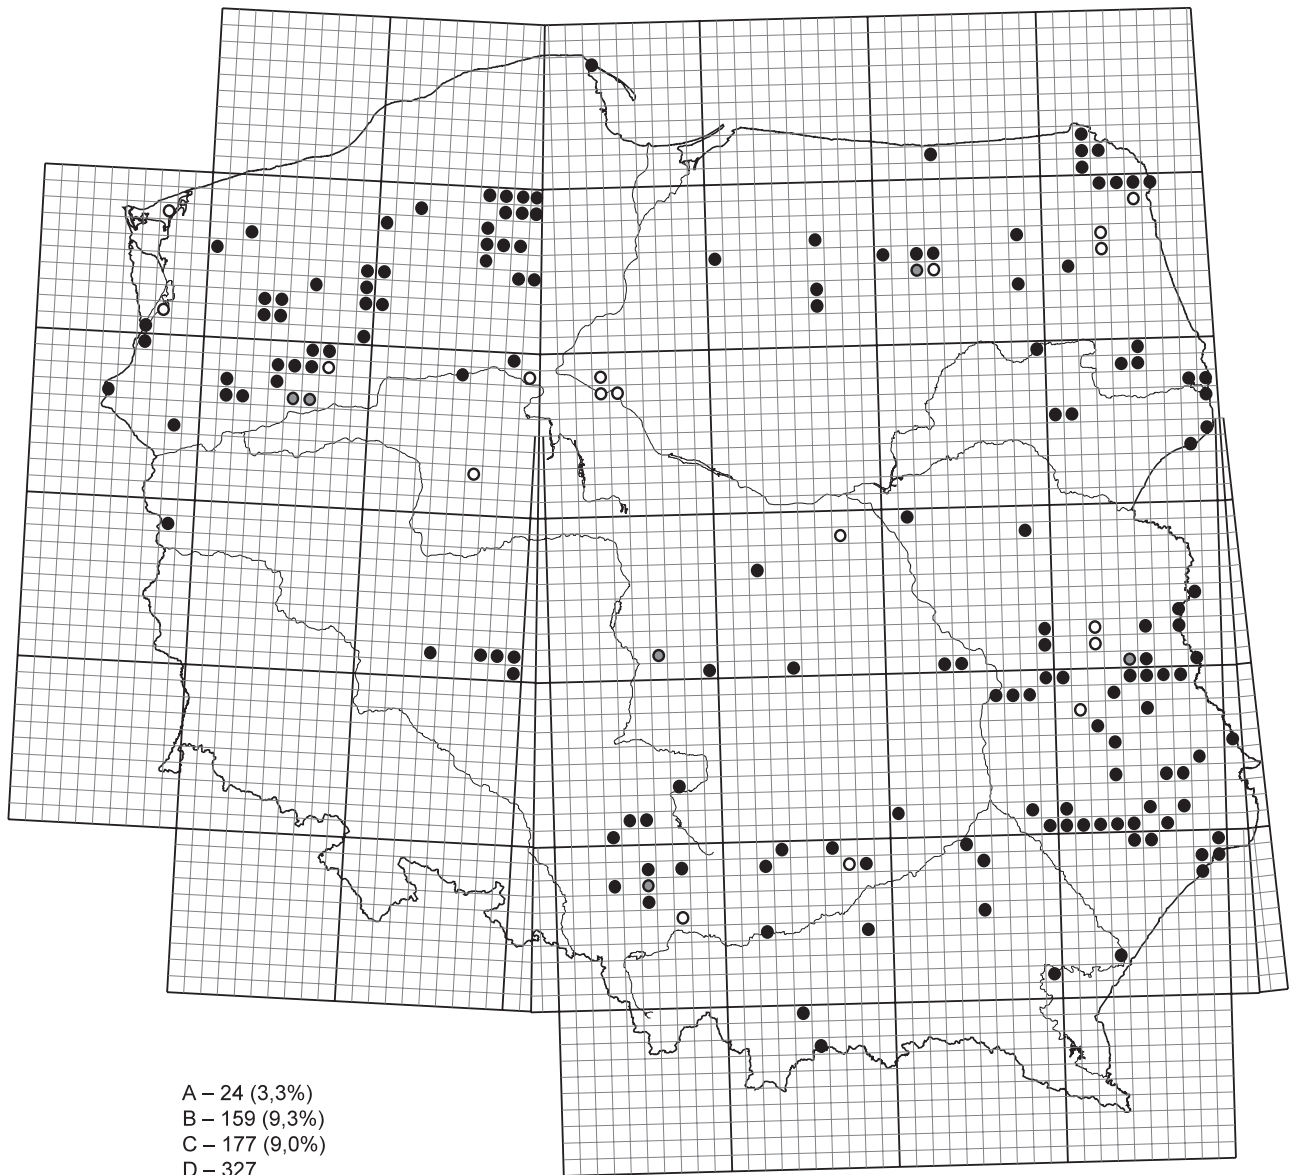 A – 24 (3,3%)
B – 159 (9,3%)
C – 177 (9,0%)
D – 327